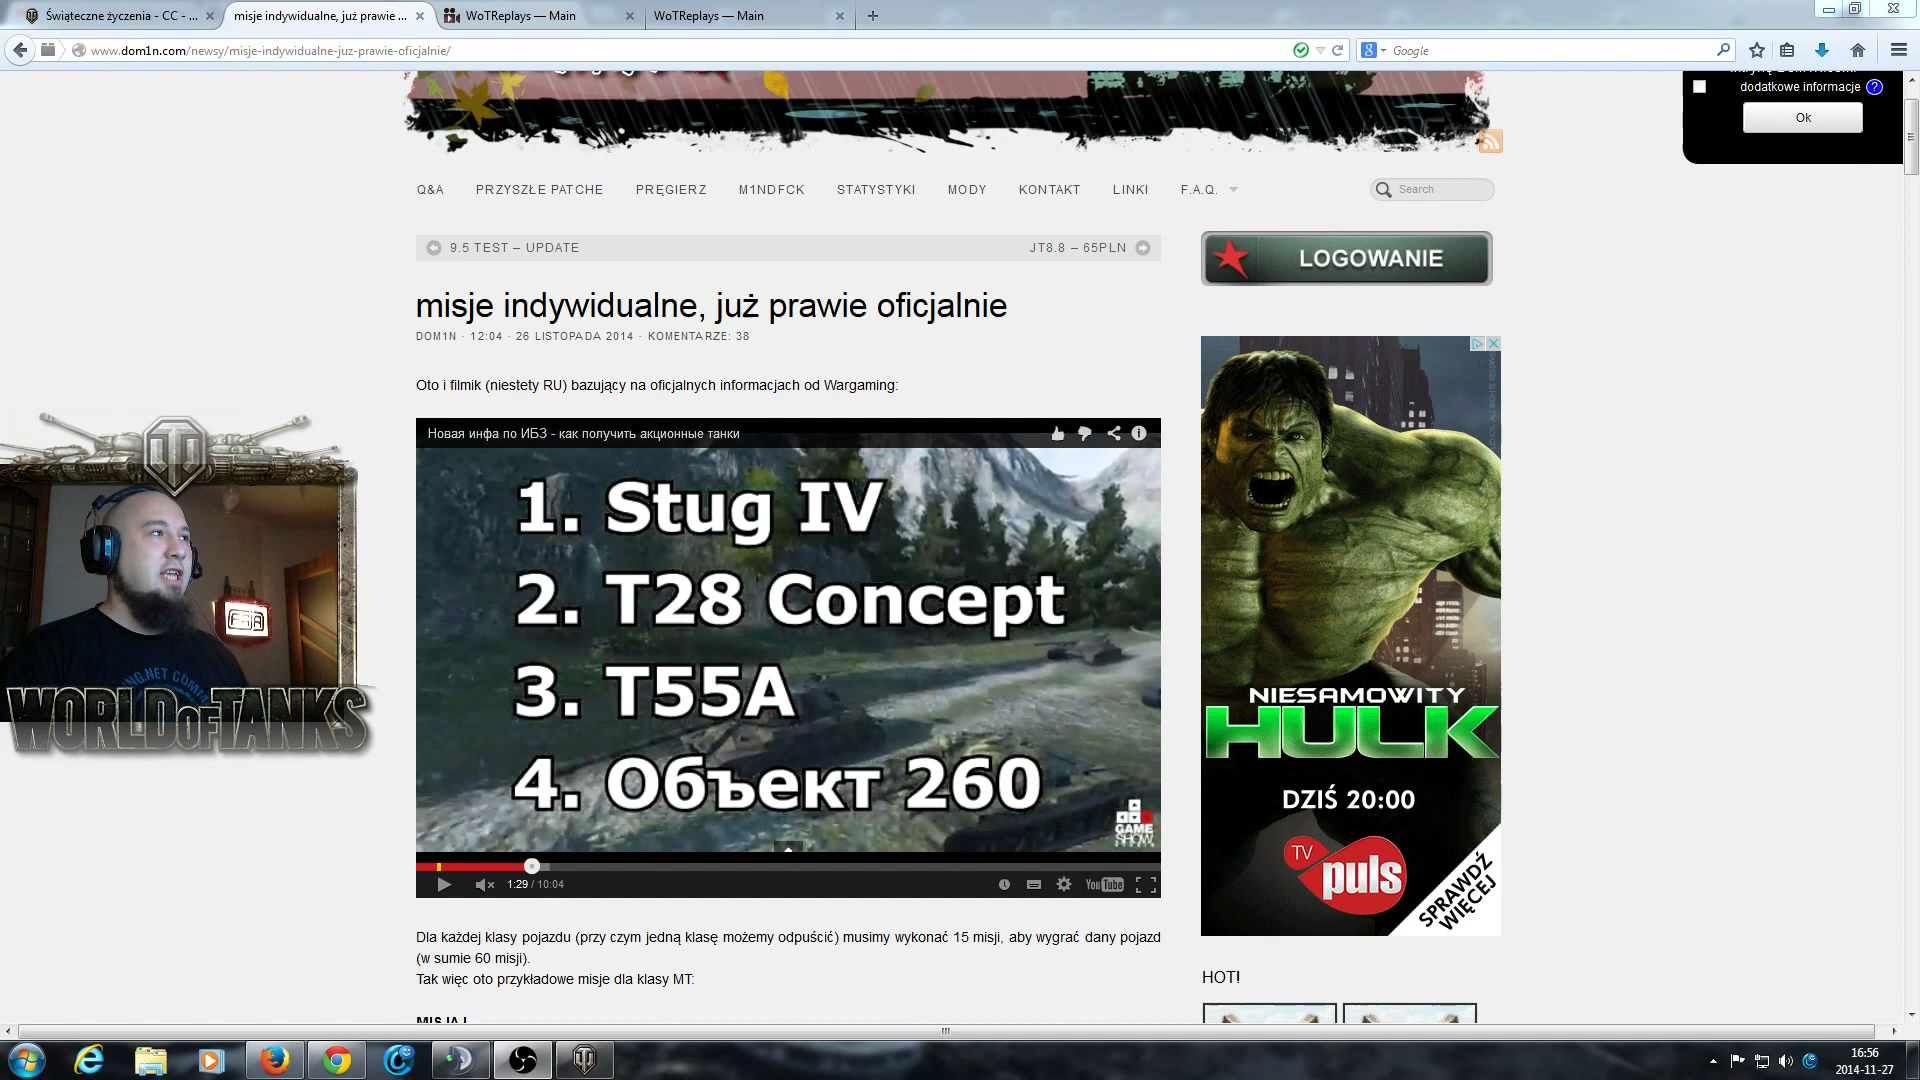 Świąteczne życzenia - CC - ...
misje indywidualne, już prawie ...
WoTReplays — Main
WoTReplays — Main
www.dom1n.com/newsy/misje-indywidualne-juz-prawie-oficjalnie/
Google
dodatkowe informacje
Ok
Q&A
PRZYSZŁE PATCHE
PRĘGIERZ
M1NDFCK
STATYSTYKI
MODY
KONTAKT
LINKI
F.A.Q.
Search
9.5 TEST – UPDATE
JT8.8 – 65PLN
LOGOWANIE
misje indywidualne, już prawie oficjalnie
DOM1N · 12:04 · 26 LISTOPADA 2014 · KOMENTARZE: 38
Oto i filmik (niestety RU) bazujący na oficjalnych informacjach od Wargaming:
Новая инфа по ИБЗ - как получить акционные танки
1. Stug IV
2. T28 Concept
3. T55A
4. Объект 260
GAME
SHOW
1:29 / 10:04
YouTube
WORLD OF TANKS
NIESAMOWITY
HULK
DZIŚ 20:00
TV
puls
SPRAWDŹ
WIĘCEJ
Dla każdej klasy pojazdu (przy czym jedną klasę możemy odpuścić) musimy wykonać 15 misji, aby wygrać dany pojazd
(w sumie 60 misji).
Tak więc oto przykładowe misje dla klasy MT:
HOT!
16:56
2014-11-27